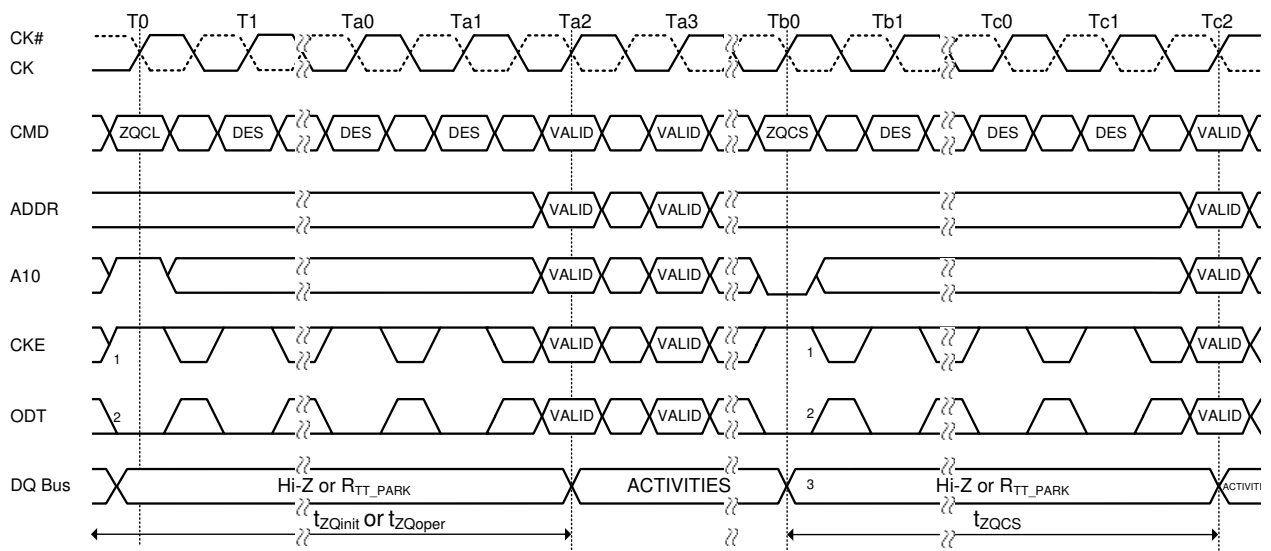 T0 T1 Ta0 Ta1 Ta2 Ta3 Tb0 Tb1 Tc0 Tc1 Tc2
CK#
CK
CMD ZQCL DES DES DES VALID VALID ZQCS DES DES DES VALID
ADDR VALID VALID VALID
A10 VALID VALID VALID
CKE 1 VALID VALID 1 VALID
ODT 2 VALID VALID 2 VALID
DQ Bus Hi-Z or RTT_PARK ACTIVITIES 3 Hi-Z or RTT_PARK ACTIVITIE
tZQinit or tZQoper tZQCS